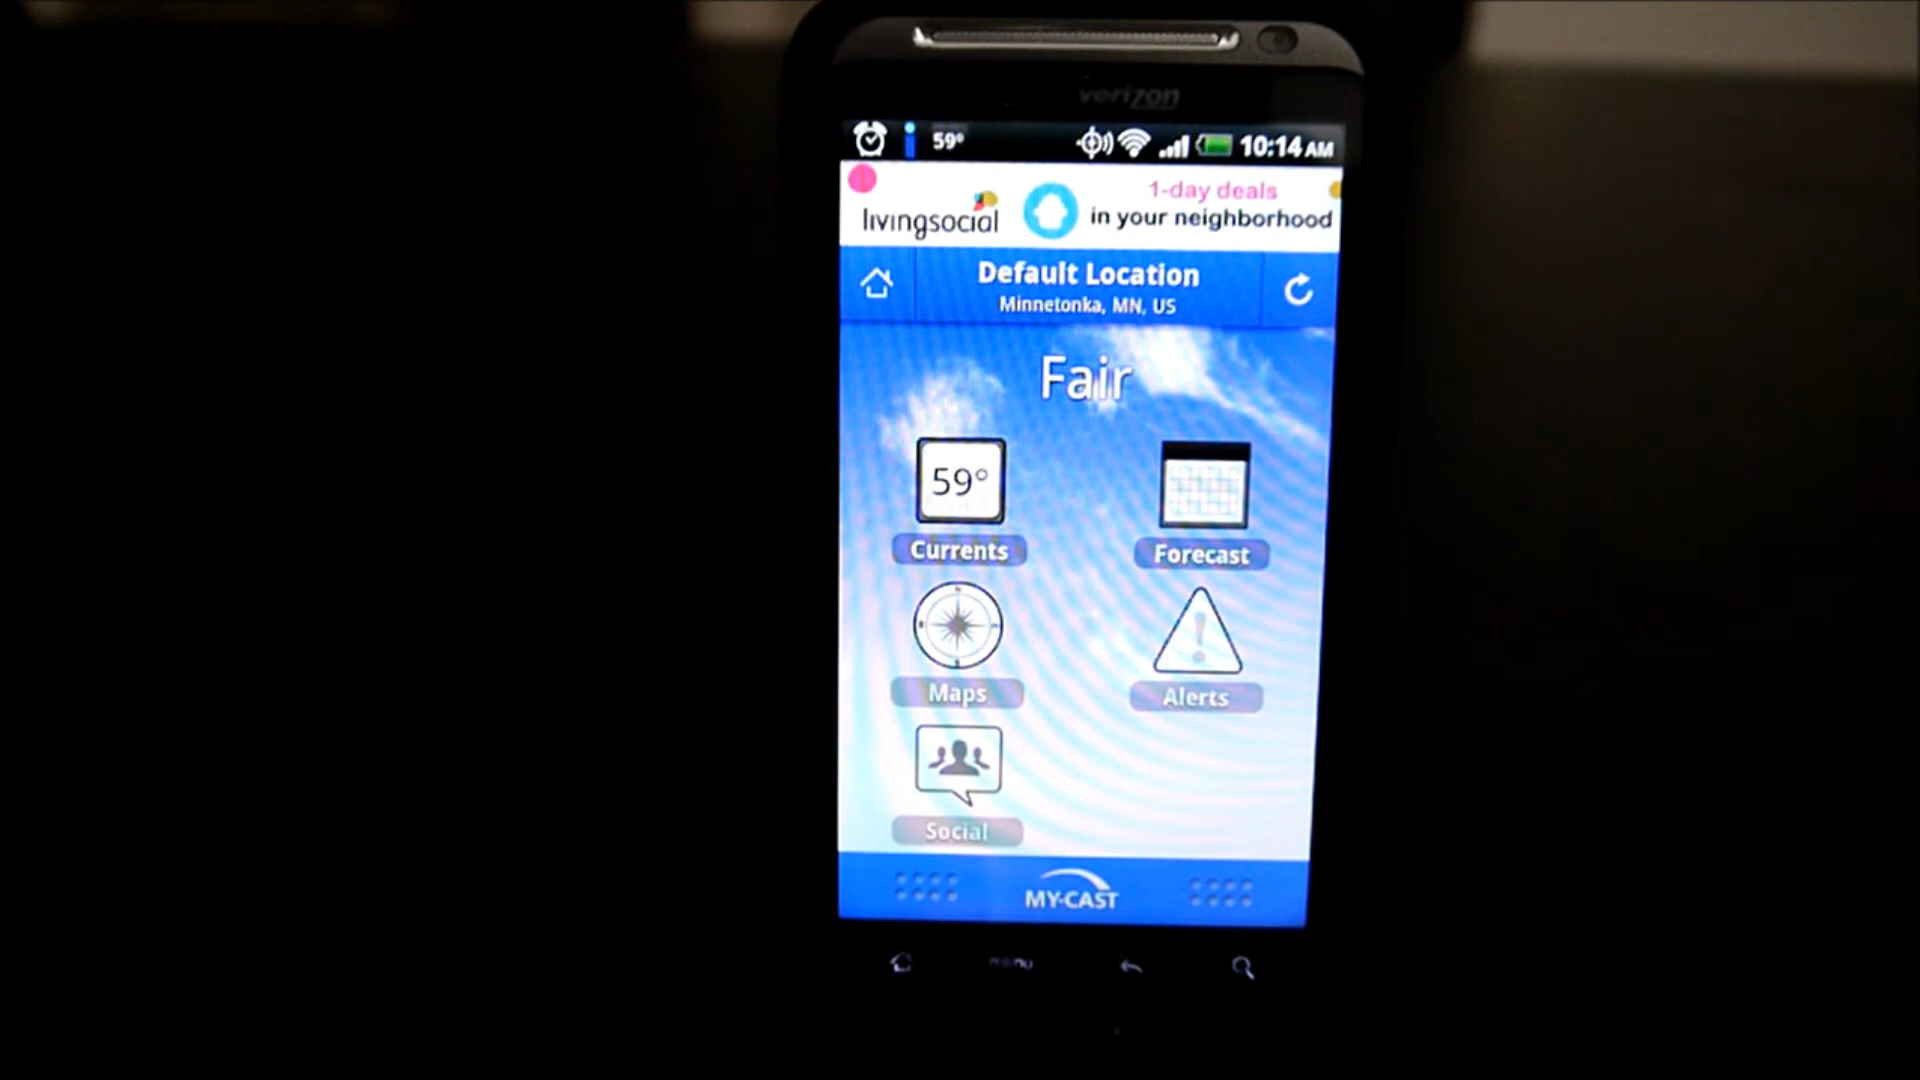 verizon
59° 10:14 AM
livingsocial
1-day deals
in your neighborhood
Default Location
Minnetonka, MN, US
Fair
59°
Currents
Forecast
Maps
Alerts
Social
MY-CAST
menu